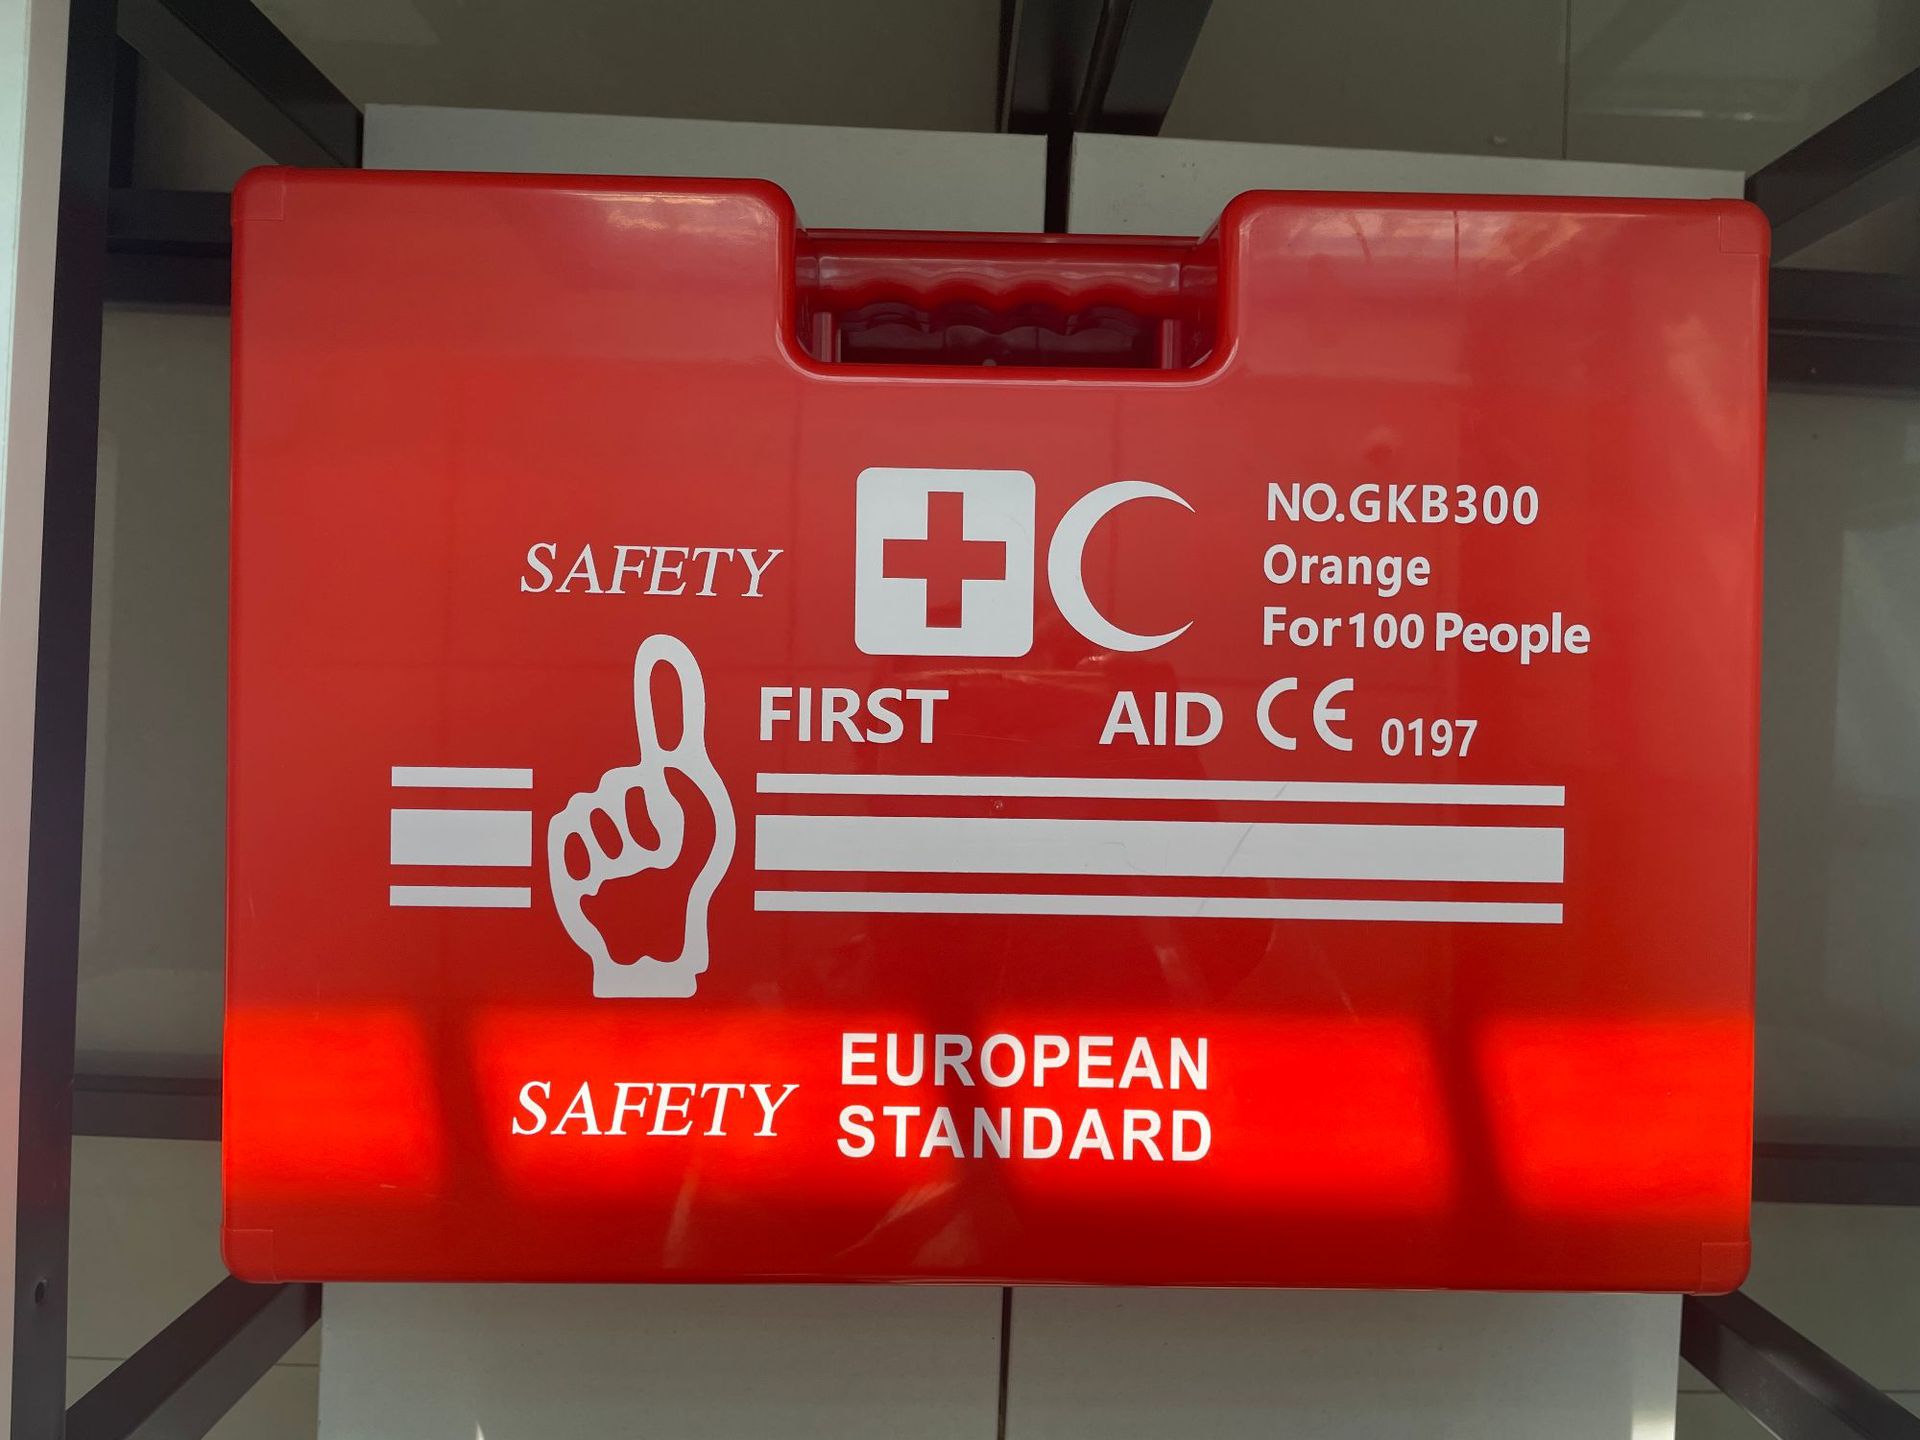 SAFETY
NO.GKB300
Orange
For 100 People
FIRST AID CE 0197
SAFETY
EUROPEAN
STANDARD